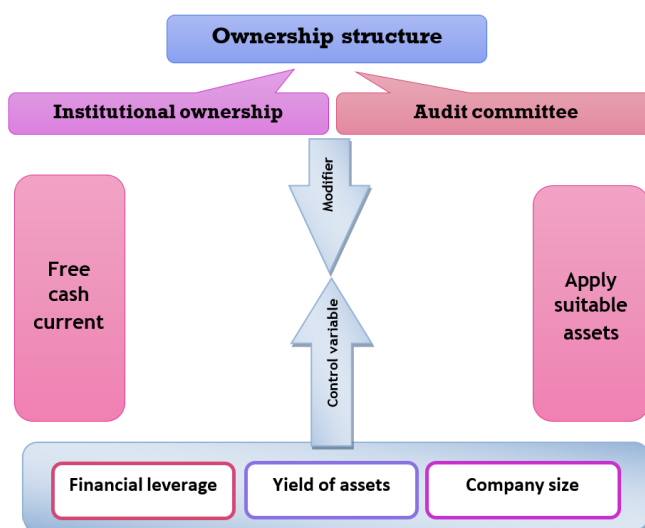 Ownership structure
Institutional ownership
Audit committee
Modifier
Free
cash
current
Apply
suitable
assets
Control variable
Financial leverage
Yield of assets
Company size